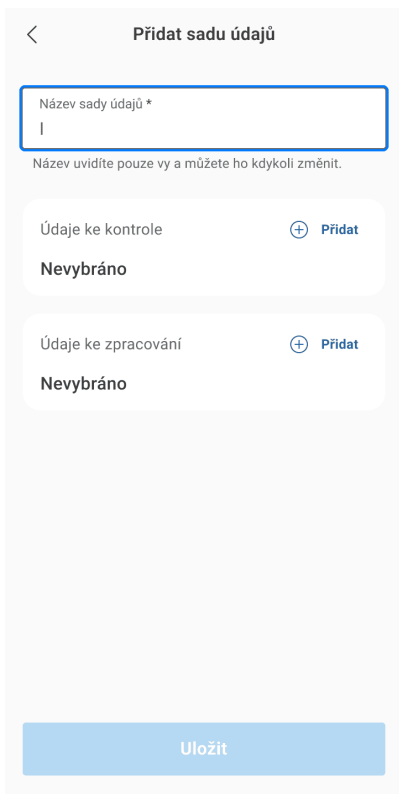 Přidat sadu údajů
Název sady údajů *
Název uvidíte pouze vy a můžete ho kdykoli změnit.
Údaje ke kontrole
Přidat
Nevybráno
Údaje ke zpracování
Přidat
Nevybráno
Uložit